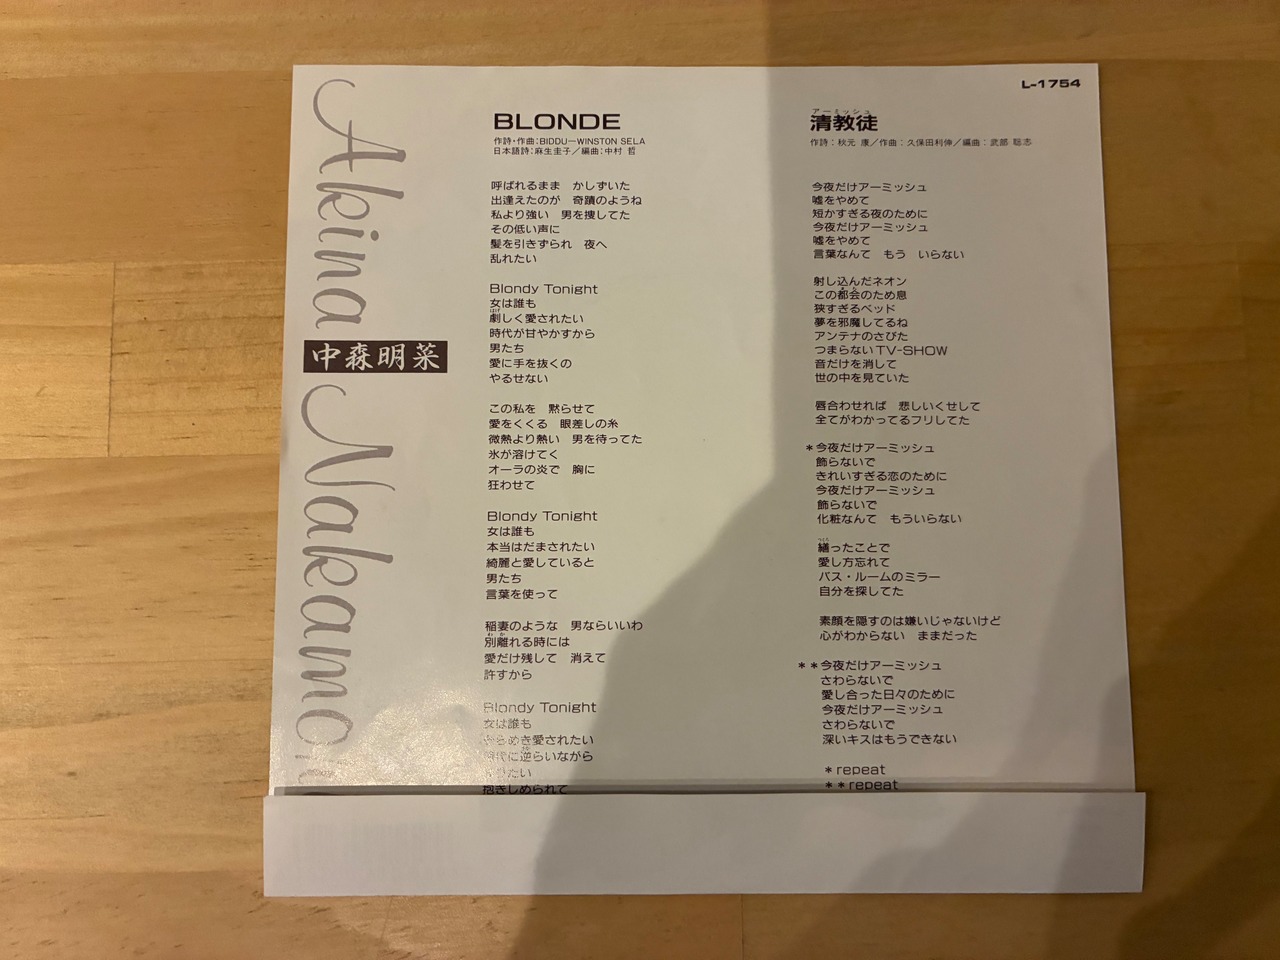 L-1754
Akina Nakamori
中森明菜
BLONDE
作詩・作曲:BIDDU—WINSTON SELA
日本語詩:麻生圭子／編曲:中村 哲
呼ばれるまま　かしずいた
出逢えたのが　奇蹟のようね
私より強い　男を捜してた
その低い声に
髪を引きずられ　夜へ
乱れたい
Blondy Tonight
女は誰も
劇しく愛されたい
時代が甘やかすから
男たち
愛に手を抜くの
やるせない
この私を　黙らせて
愛をくくる　眼差しの糸
微熱より熱い　男を待ってた
氷が溶けてく
オーラの炎で　胸に
狂わせて
Blondy Tonight
女は誰も
本当はだまされたい
綺麗と愛していると
男たち
言葉を使って
稲妻のような　男ならいいわ
別離れる時には
愛だけ残して　消えて
許すから
Blondy Tonight
女は誰も
らめき愛されたい
に逆らいながら
たい
抱きしめられて
アーミッシュ
清教徒
作詩：秋元 康／作曲：久保田利伸／編曲：武部 聡志
今夜だけアーミッシュ
嘘をやめて
短かすぎる夜のために
今夜だけアーミッシュ
嘘をやめて
言葉なんて　もう　いらない
射し込んだネオン
この都会のため息
狭すぎるベッド
夢を邪魔してるね
アンテナのさびた
つまらないTV-SHOW
音だけを消して
世の中を見ていた
唇合わせれば　悲しいくせして
全てがわかってるフリしてた
＊今夜だけアーミッシュ
飾らないで
きれいすぎる恋のために
今夜だけアーミッシュ
飾らないで
化粧なんて　もういらない
繕ったことで
愛し方忘れて
バス・ルームのミラー
自分を探してた
素顔を隠すのは嫌いじゃないけど
心がわからない　ままだった
＊＊今夜だけアーミッシュ
さわらないで
愛し合った日々のために
今夜だけアーミッシュ
さわらないで
深いキスはもうできない
＊repeat
＊＊repeat